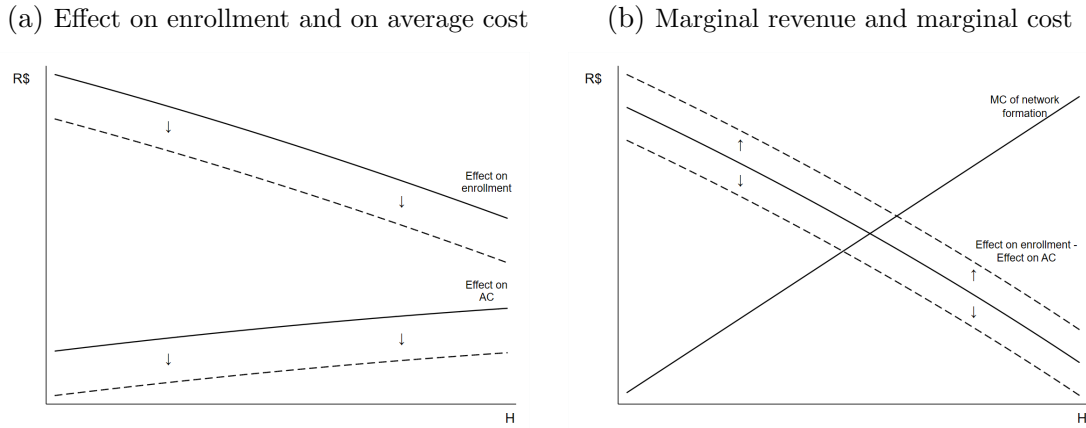 (a) Effect on enrollment and on average cost
R$
↓
↓
Effect on
enrollment
Effect on
AC
↓
↓
H
(b) Marginal revenue and marginal cost
R$
MC of network
formation
↑
↓
Effect on enrollment -
Effect on AC
↑
↓
H